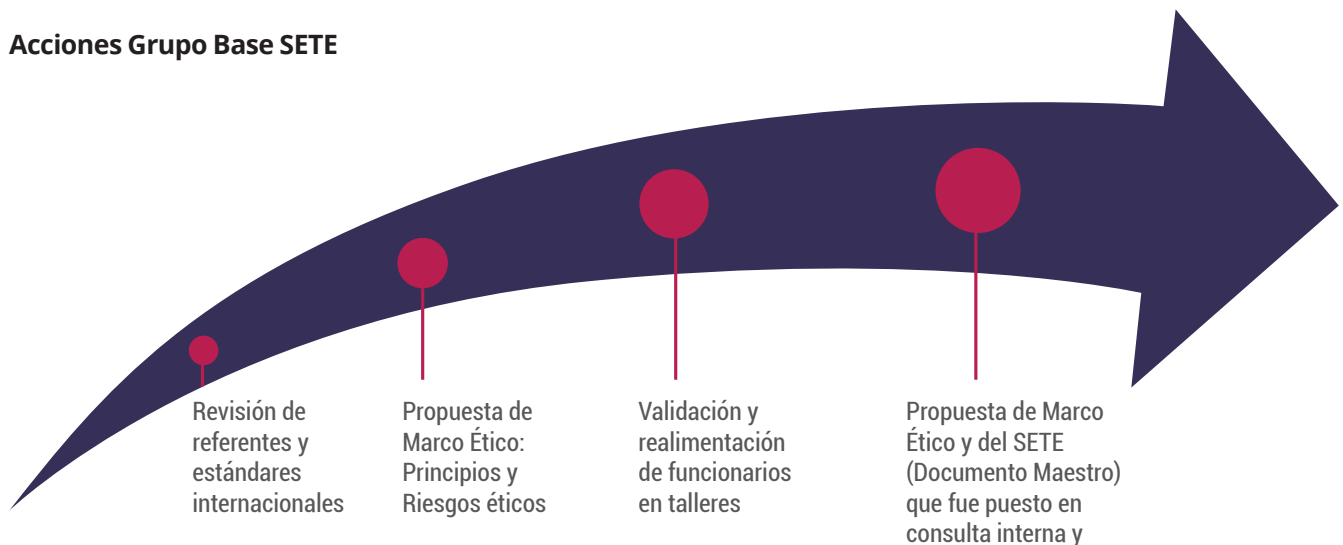 Acciones Grupo Base SETE
Revisión de
referentes y
estándares
internacionales
Propuesta de
Marco Ético:
Principios y
Riesgos éticos
Validación y
realimentación
de funcionarios
en talleres
Propuesta de Marco
Ético y del SETE
(Documento Maestro)
que fue puesto en
consulta interna y